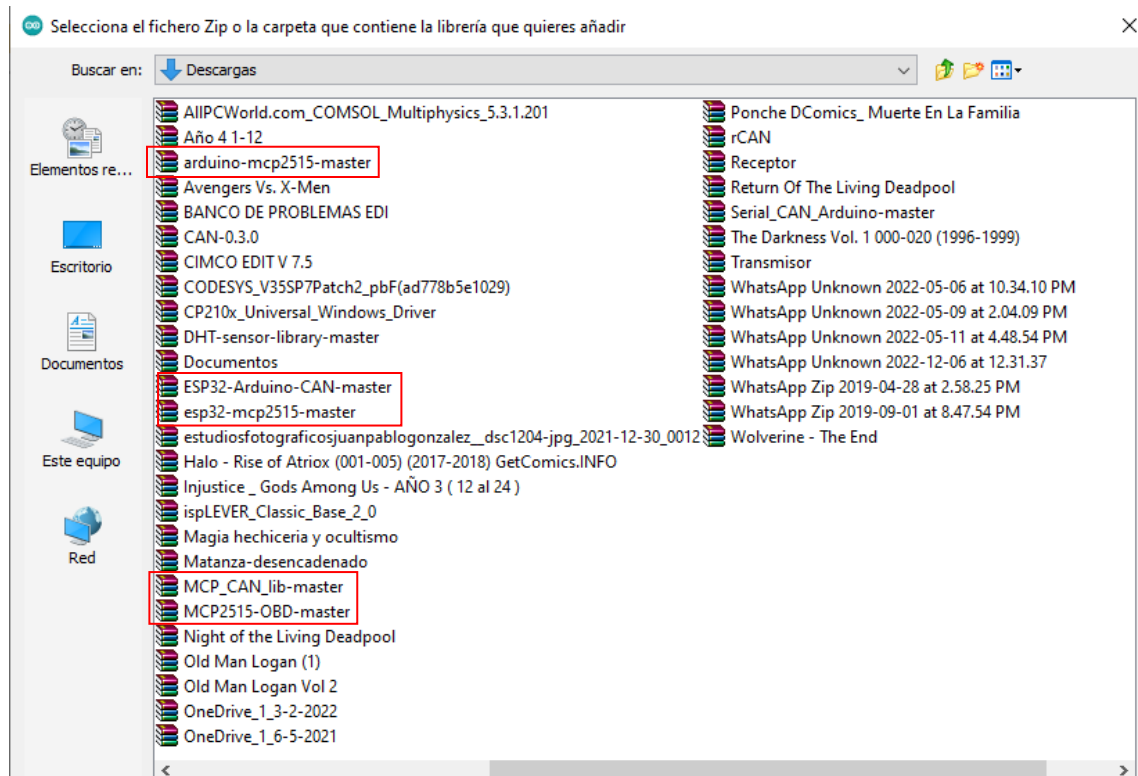 Selecciona el fichero Zip o la carpeta que contiene la librería que quieres añadir
Buscar en:
Descargas
Elementos re...
Escritorio
Documentos
Este equipo
Red
AllPCWorld.com_COMSOL_Multiphysics_5.3.1.201
Año 4 1-12
arduino-mcp2515-master
Avengers Vs. X-Men
BANCO DE PROBLEMAS EDI
CAN-0.3.0
CIMCO EDIT V 7.5
CODESYS_V35SP7Patch2_pbF(ad778b5e1029)
CP210x_Universal_Windows_Driver
DHT-sensor-library-master
Documentos
ESP32-Arduino-CAN-master
esp32-mcp2515-master
estudiosfotograficosjuanpablogonzalez__dsc1204-jpg_2021-12-30_0012
Halo - Rise of Atriox (001-005) (2017-2018) GetComics.INFO
Injustice _ Gods Among Us - AÑO 3 ( 12 al 24 )
ispLEVER_Classic_Base_2_0
Magia hechiceria y ocultismo
Matanza-desencadenado
MCP_CAN_lib-master
MCP2515-OBD-master
Night of the Living Deadpool
Old Man Logan (1)
Old Man Logan Vol 2
OneDrive_1_3-2-2022
OneDrive_1_6-5-2021
Ponche DComics_ Muerte En La Familia
rCAN
Receptor
Return Of The Living Deadpool
Serial_CAN_Arduino-master
The Darkness Vol. 1 000-020 (1996-1999)
Transmisor
WhatsApp Unknown 2022-05-06 at 10.34.10 PM
WhatsApp Unknown 2022-05-09 at 2.04.09 PM
WhatsApp Unknown 2022-05-11 at 4.48.54 PM
WhatsApp Unknown 2022-12-06 at 12.31.37
WhatsApp Zip 2019-04-28 at 2.58.25 PM
WhatsApp Zip 2019-09-01 at 8.47.54 PM
Wolverine - The End